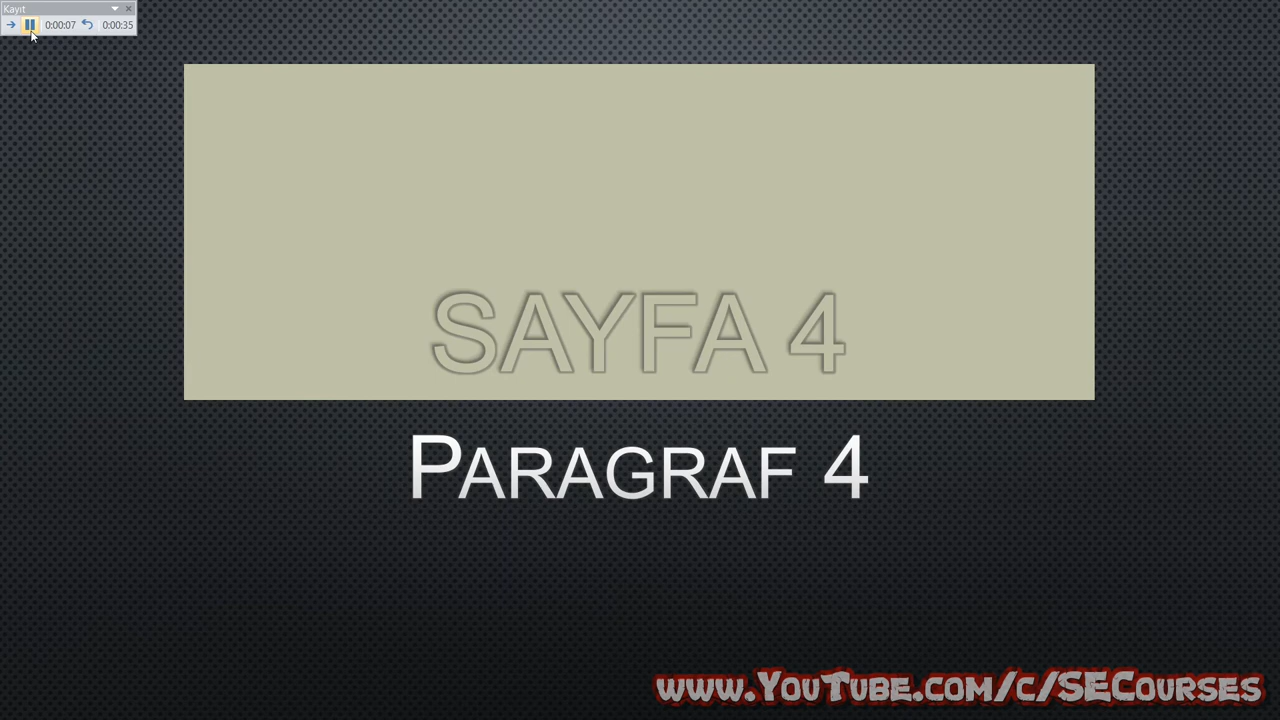 Kayıt
0:00:07 0:00:35
SAYFA 4
PARAGRAF 4
www.YouTube.com/c/SECourses